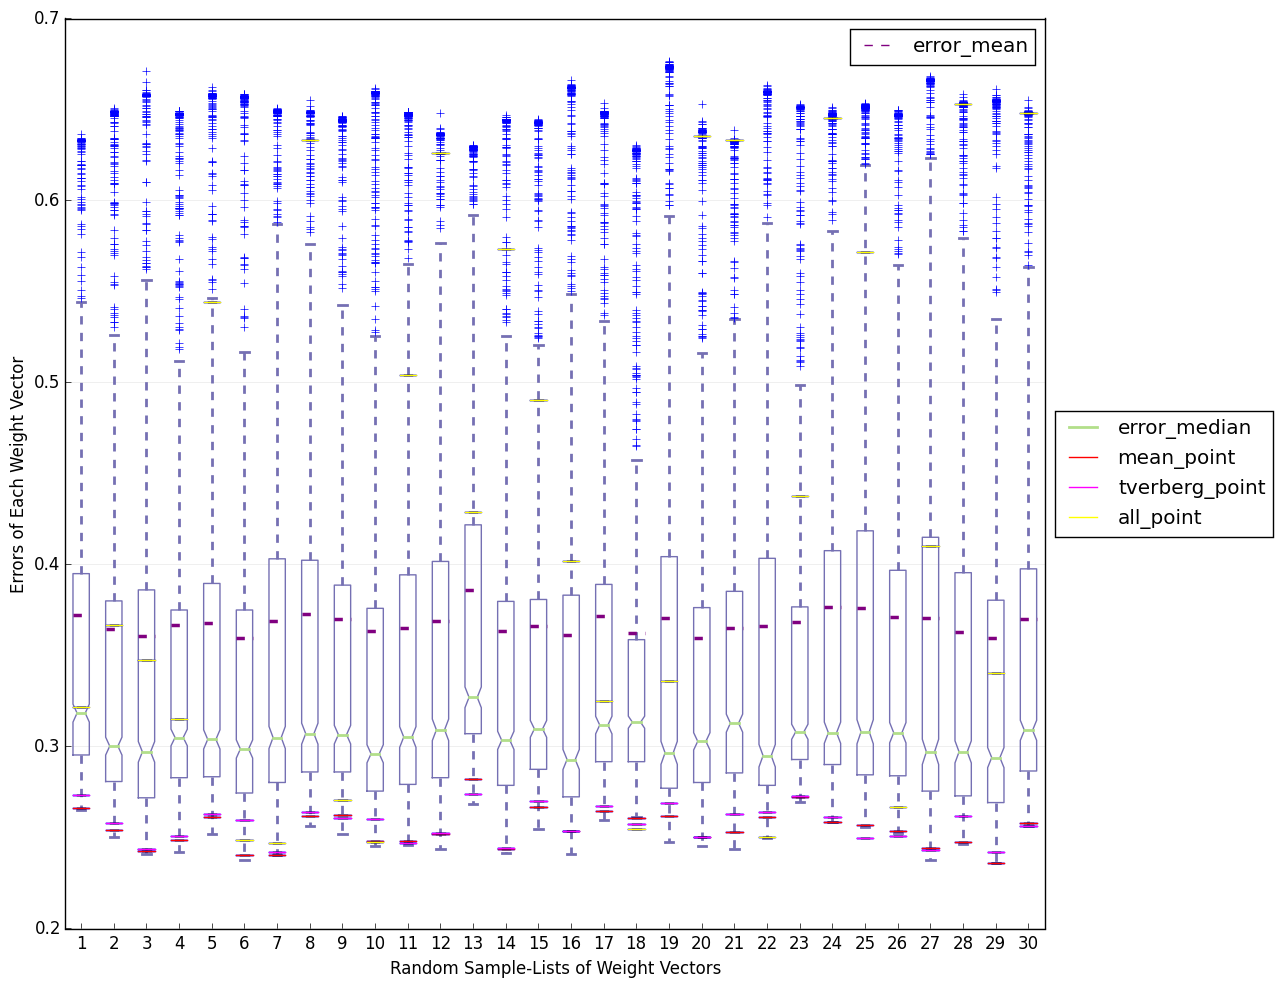 0.7
0.6
0.5
0.4
0.3
0.2
Errors of Each Weight Vector
error_mean
error_median
mean_point
tverberg_point
all_point
1 2 3 4 5 6 7 8 9 10 11 12 13 14 15 16 17 18 19 20 21 22 23 24 25 26 27 28 29 30
Random Sample-Lists of Weight Vectors